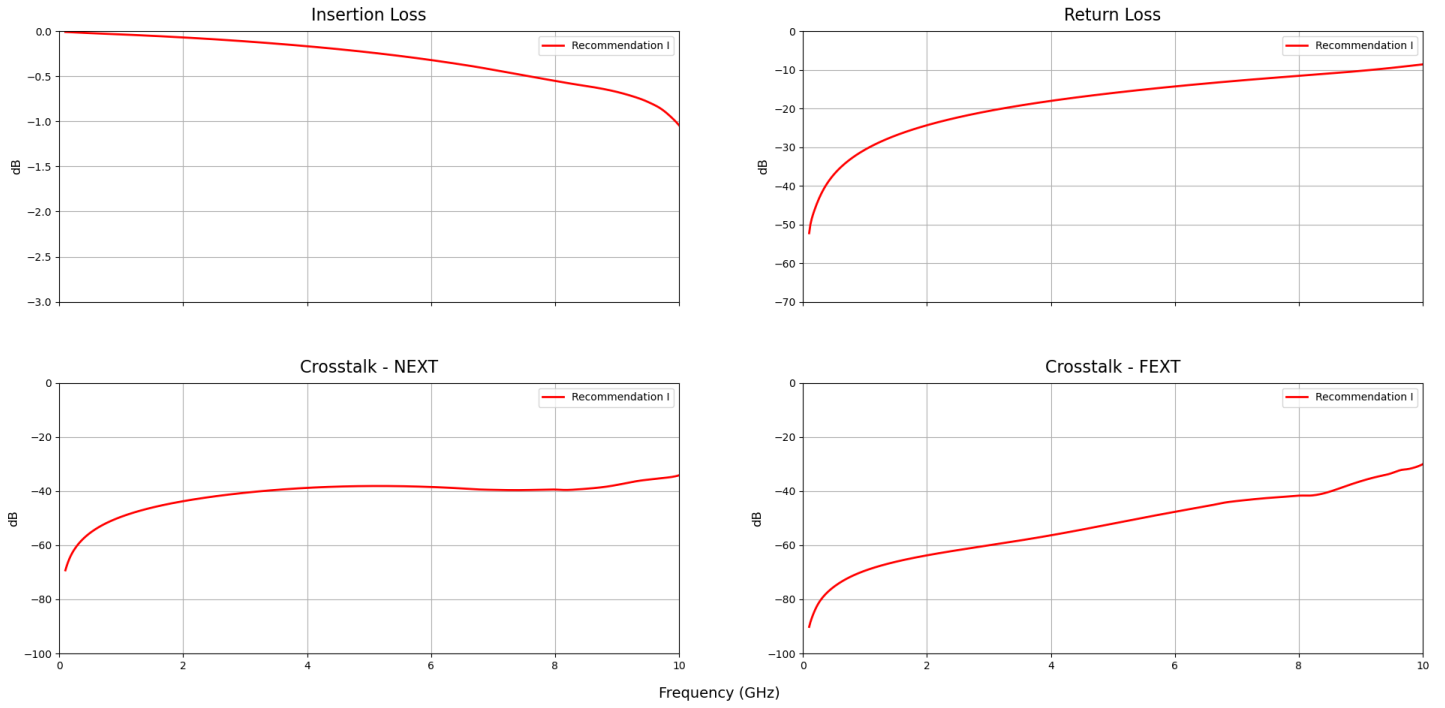 Insertion Loss
0.0
−0.5
−1.0
−1.5
−2.0
−2.5
−3.0
dB
Recommendation I
Return Loss
0
−10
−20
−30
−40
−50
−60
−70
dB
Recommendation I
Crosstalk - NEXT
0
−20
−40
−60
−80
−100
dB
Recommendation I
0 2 4 6 8 10
Crosstalk - FEXT
0
−20
−40
−60
−80
−100
dB
Recommendation I
0 2 4 6 8 10
Frequency (GHz)